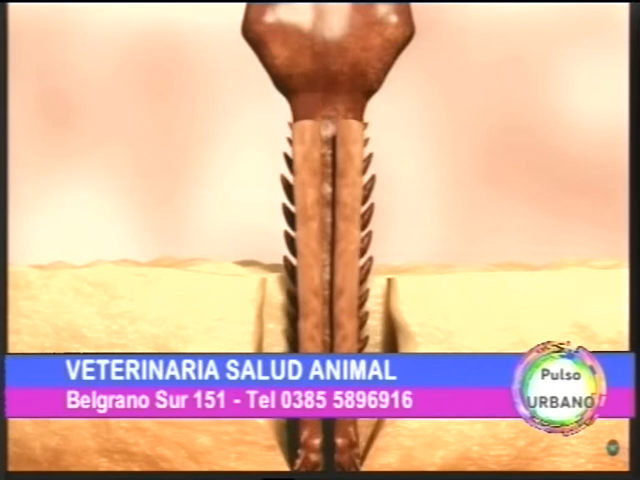 VETERINARIA SALUD ANIMAL
Belgrano Sur 151 - Tel 0385 5896916
Pulso
URBANO